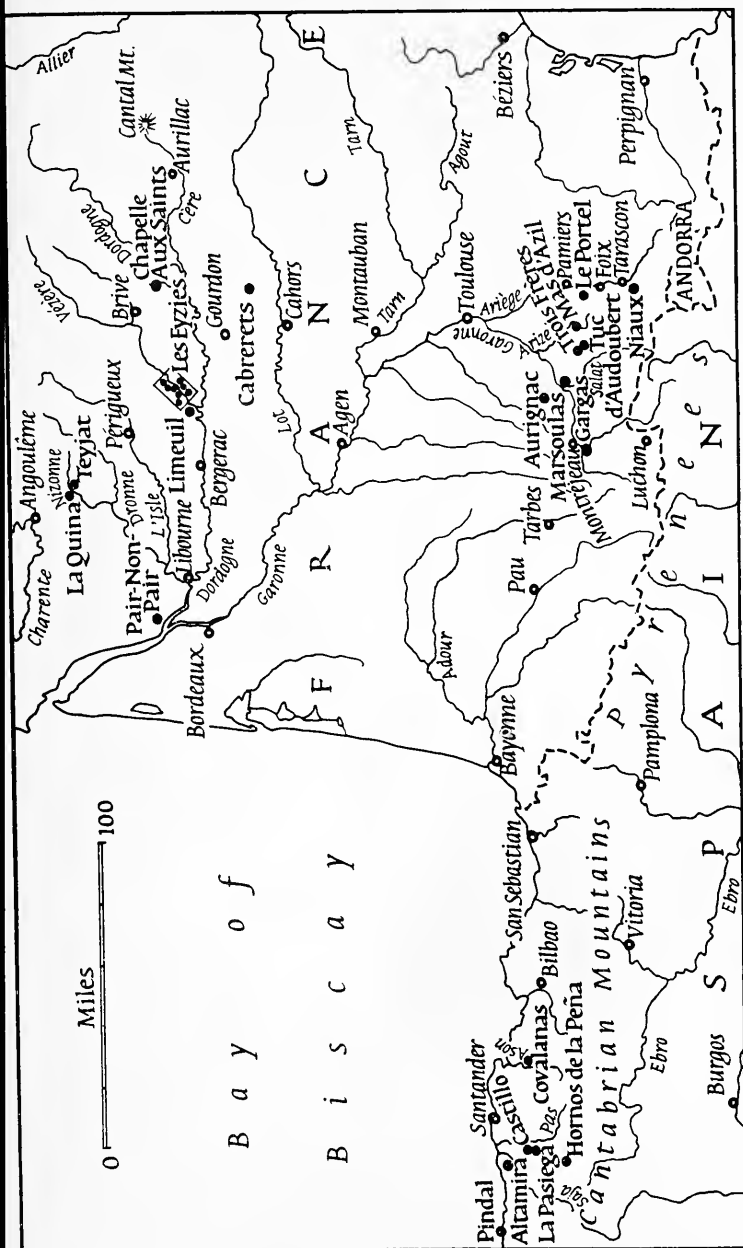 Miles
0
100
Bay of
Biscay
FRANCE
SPAIN
Pyrenees
Cantabrian Mountains
ANDORRA
Allier
Cantal Mt.
Aurillac
Cère
Dordogne
Chapelle
Aux Saints
Vézère
Brive
Les Eyzies
Gourdon
Cabrerets
Cahors
Lot
Angoulême
Charente
Nizonne
La Quina
Teyjat
Périgueux
Dronne
L'Isle
Limeuil
Bergerac
Libourne
Pair-Non-
Pair
Dordogne
Bordeaux
Garonne
Agen
Montauban
Tarn
Tarn
Agout
Toulouse
Béziers
Perpignan
Ariège
Garonne
Arize
Trois Frères
Mas d'Azil
Pamiers
Le Portel
Foix
Tarascon
Tuc
d'Audoubert
Niaux
Salat
Aurignac
Marsoulas
Gargas
Montréjeau
Luchon
Tarbes
Pau
Adour
Bayonne
San Sebastian
Pamplona
Vitoria
Bilbao
Ebro
Ebro
Burgos
Santander
Ason
Covalanas
Castillo
Pas
Hornos de la Peña
La Pasiega
Altamira
Pindal
Saja